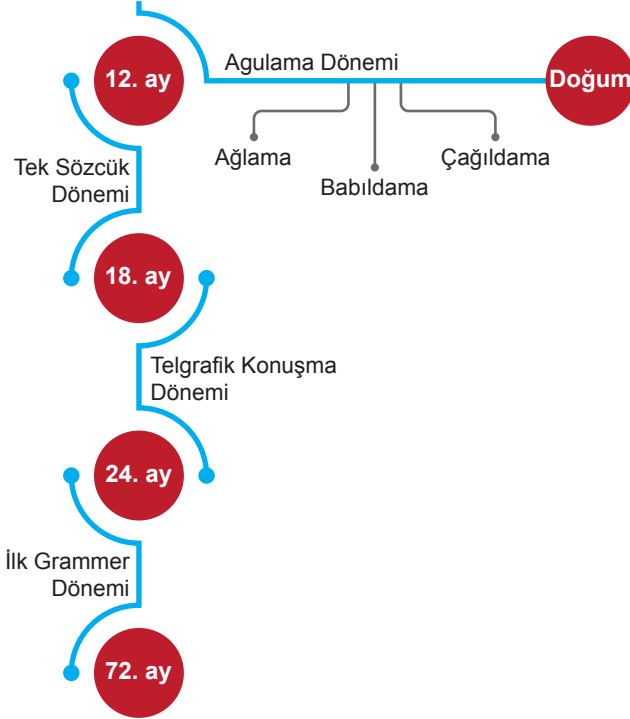 Agulama Dönemi
12. ay
Doğum
Ağlama
Babıldama
Çağıldama
Tek Sözcük
Dönemi
18. ay
Telgrafik Konuşma
Dönemi
24. ay
İlk Grammer
Dönemi
72. ay